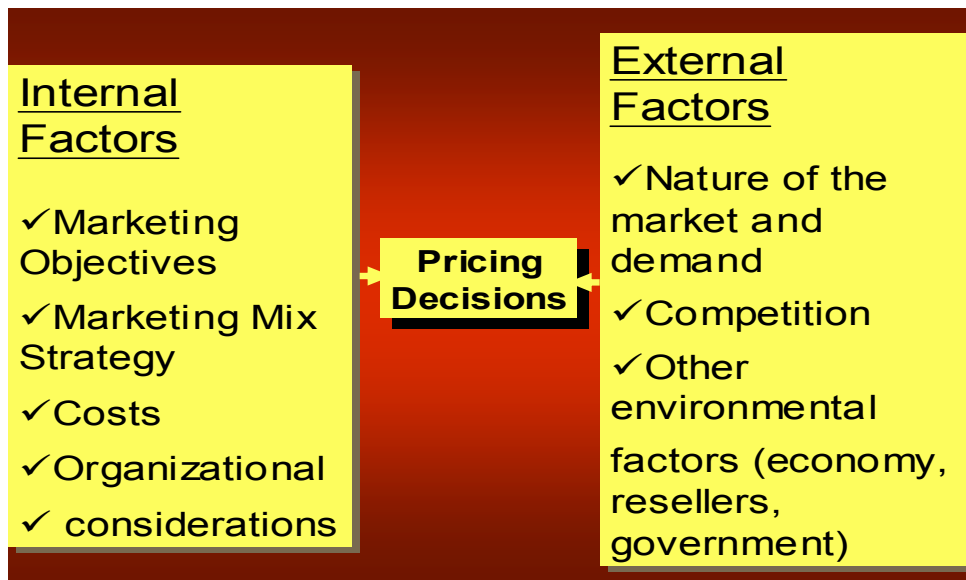 Internal
Factors
✓Marketing
Objectives
✓Marketing Mix
Strategy
✓Costs
✓Organizational
✓ considerations
Pricing
Decisions
External
Factors
✓Nature of the
market and
demand
✓Competition
✓Other
environmental
factors (economy,
resellers,
government)